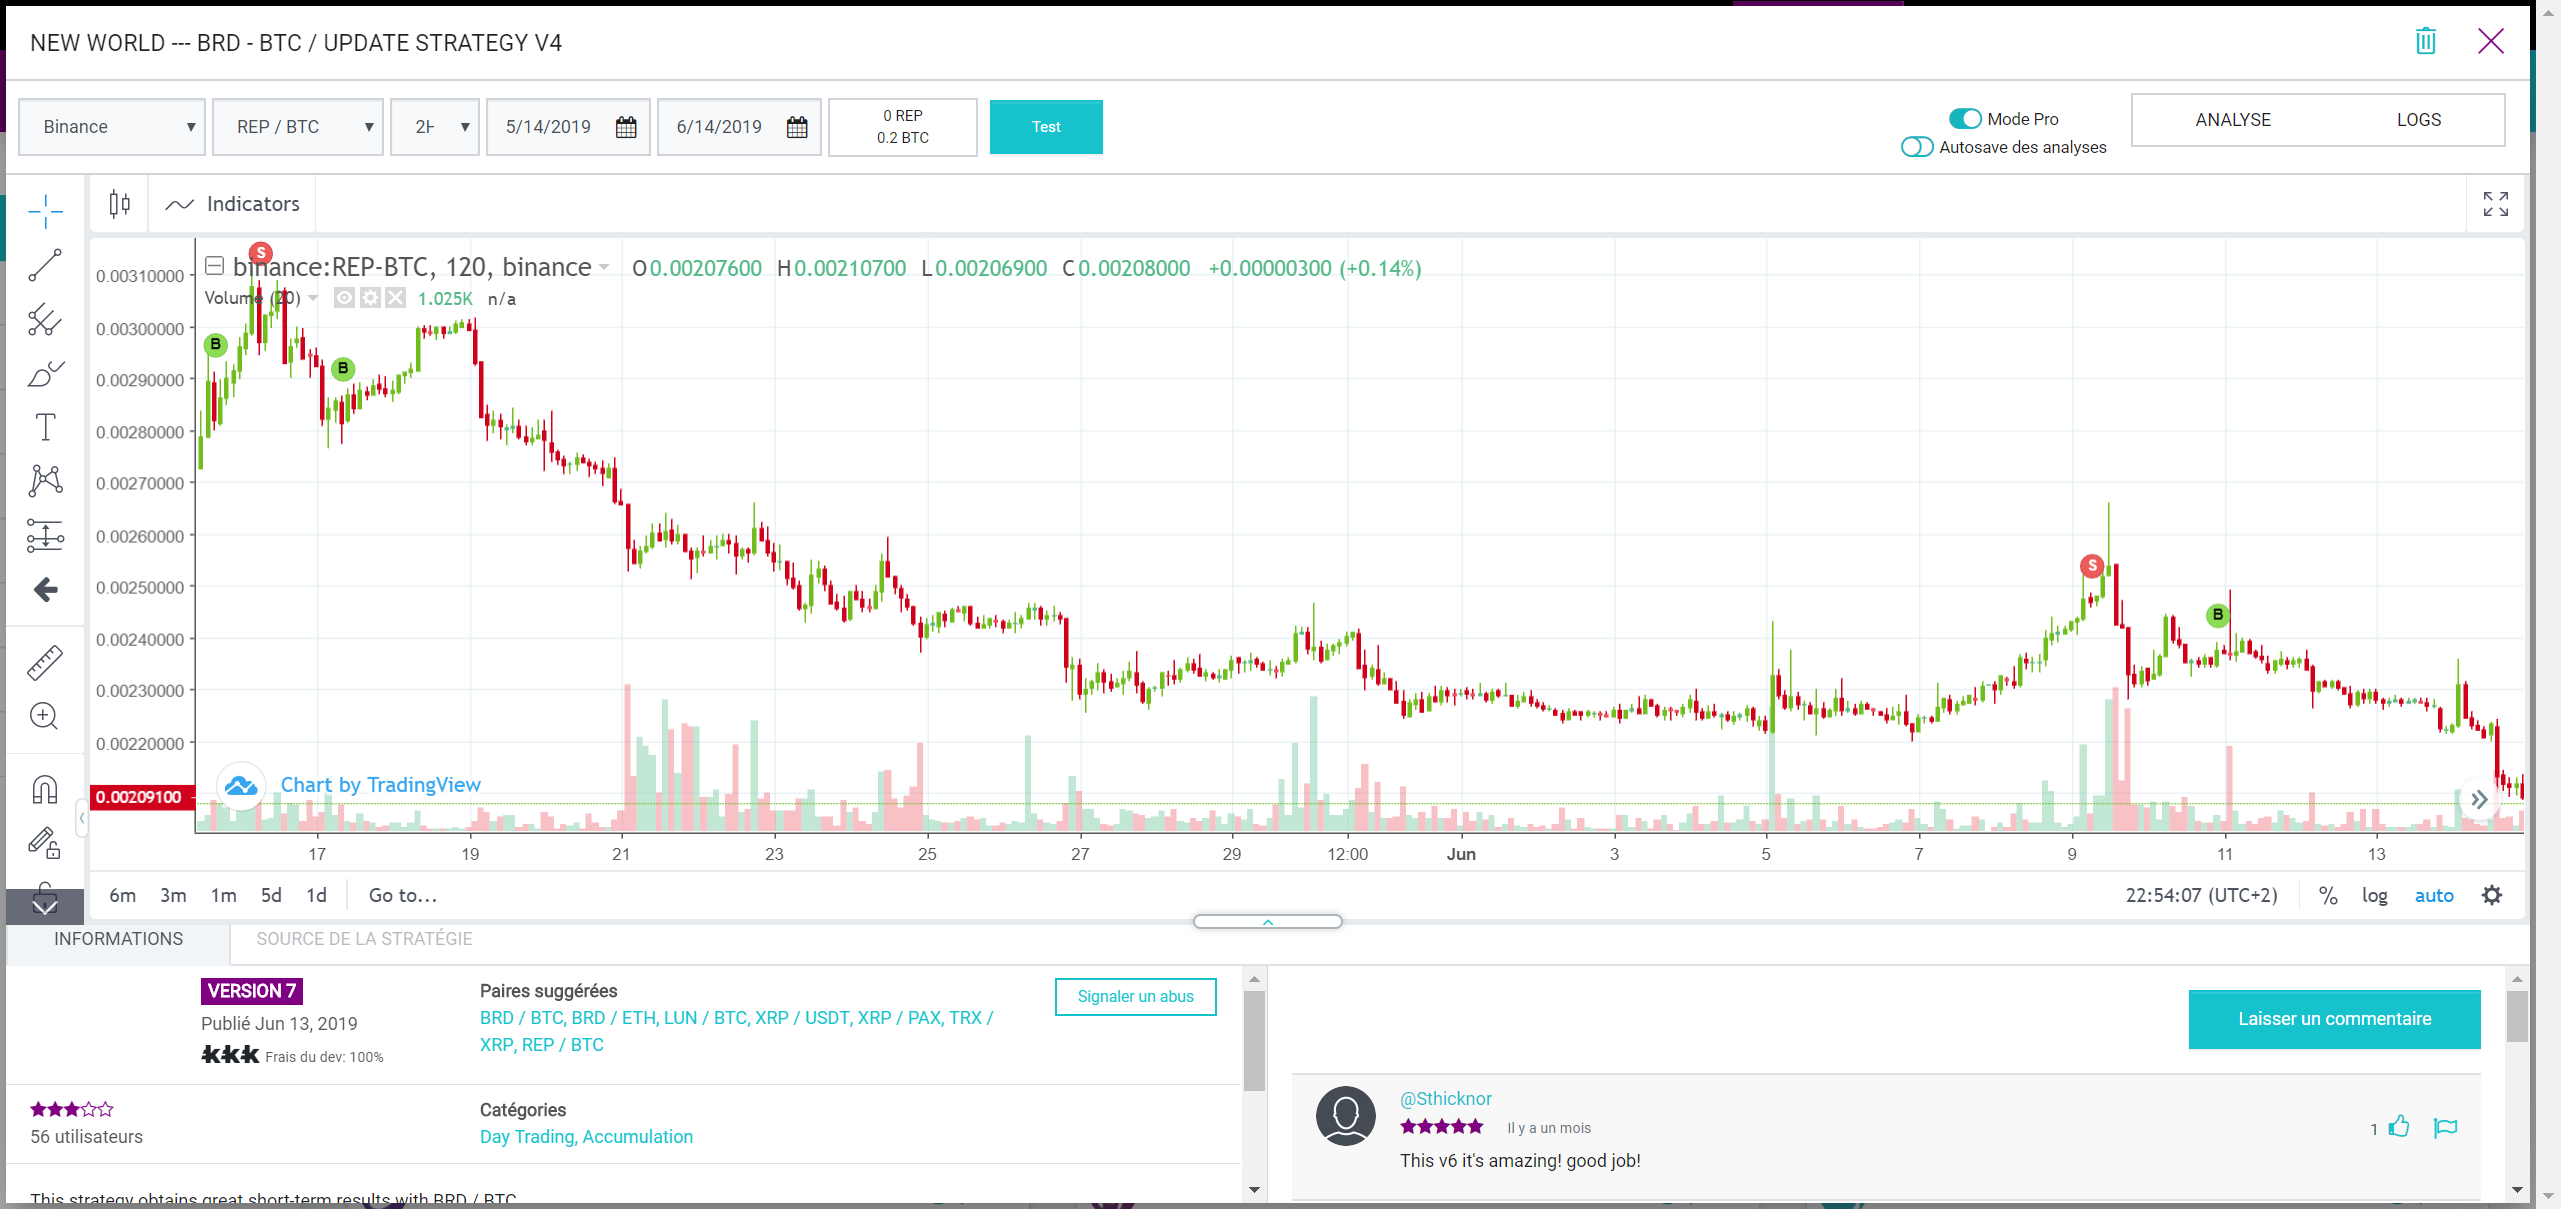 NEW WORLD --- BRD - BTC / UPDATE STRATEGY V4
Binance
REP / BTC
2H
5/14/2019
6/14/2019
0 REP
0.2 BTC
Test
Mode Pro
Autosave des analyses
ANALYSE
LOGS
Indicators
binance:REP-BTC, 120, binance
O0.00207600 H0.00210700 L0.00206900 C0.00208000 +0.00000300 (+0.14%)
Volume (20) 1.025K n/a
S
B
B
S
B
0.00310000
0.00300000
0.00290000
0.00280000
0.00270000
0.00260000
0.00250000
0.00240000
0.00230000
0.00220000
0.00209100
Chart by TradingView
17 19 21 23 25 27 29 12:00 Jun 3 5 7 9 11 13
6m 3m 1m 5d 1d Go to...
22:54:07 (UTC+2) % log auto
INFORMATIONS
SOURCE DE LA STRATÉGIE
VERSION 7
Publié Jun 13, 2019
Frais du dev: 100%
Paires suggérées
BRD / BTC, BRD / ETH, LUN / BTC, XRP / USDT, XRP / PAX, TRX /
XRP, REP / BTC
Signaler un abus
56 utilisateurs
Catégories
Day Trading, Accumulation
This strategy obtains great short-term results with BRD / BTC
Laisser un commentaire
@Sthicknor
Il y a un mois
1
This v6 it's amazing! good job!